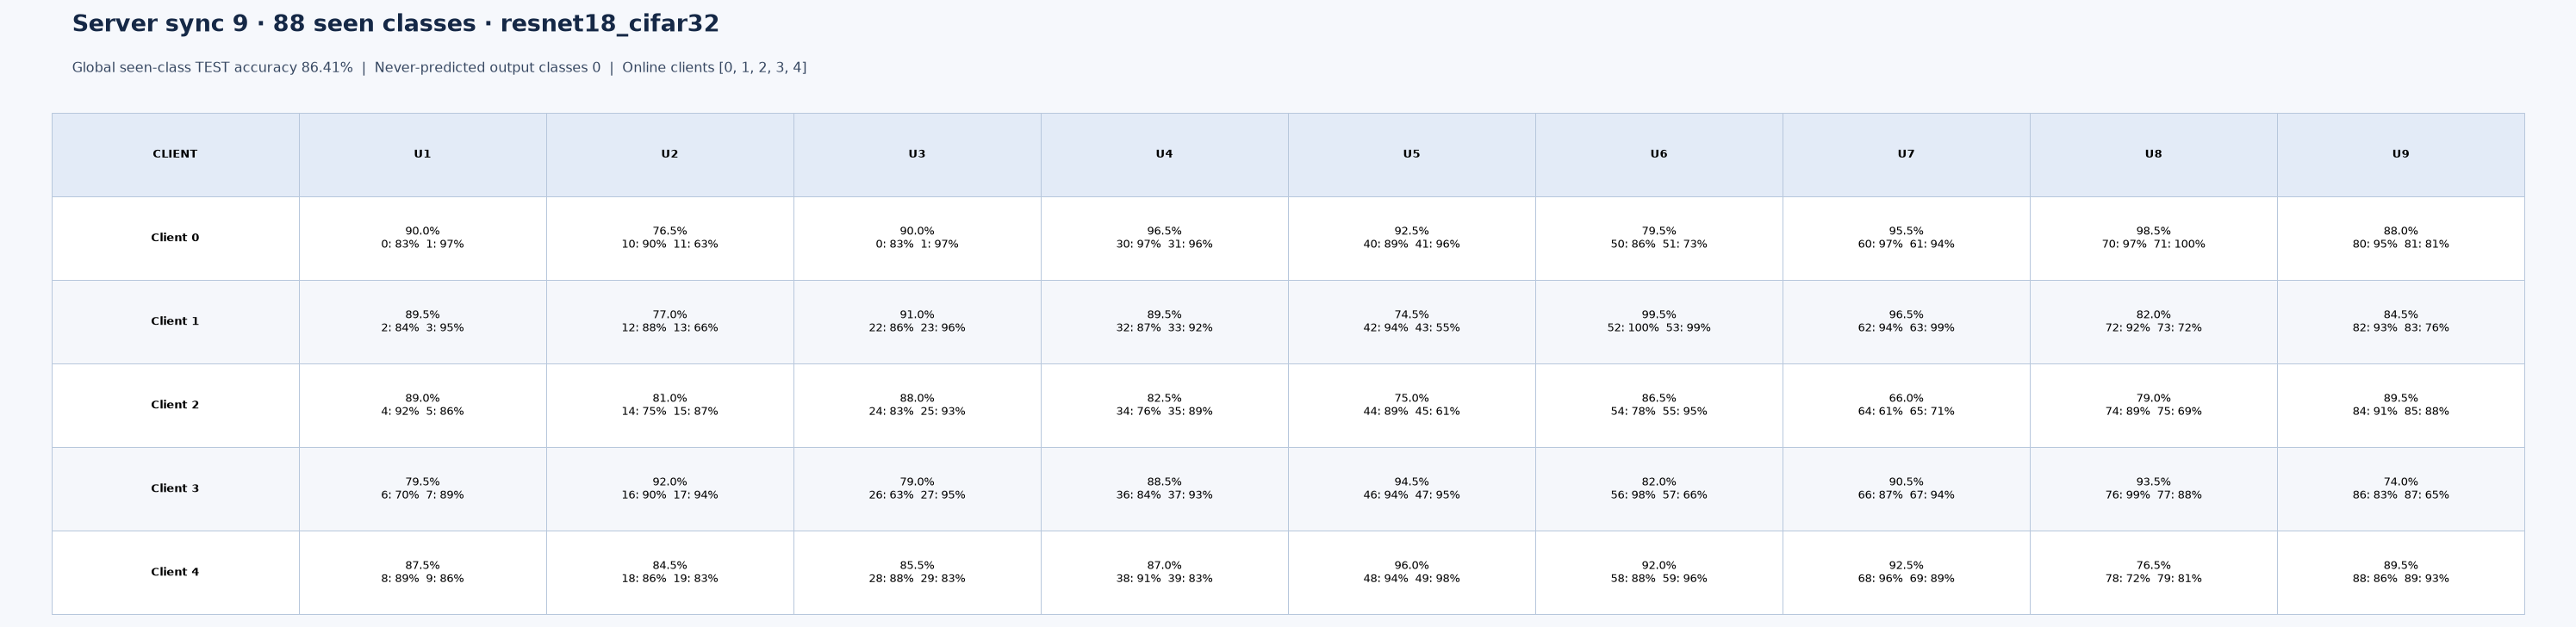 Server sync 9 · 88 seen classes · resnet18_cifar32
Global seen-class TEST accuracy 86.41% | Never-predicted output classes 0 | Online clients [0, 1, 2, 3, 4]
CLIENT U1 U2 U3 U4 U5 U6 U7 U8 U9
90.0% 76.5% 90.0% 96.5% 92.5% 79.5% 95.5% 98.5% 88.0%
Client 0
0: 83% 1: 97% 10: 90% 11: 63% 0: 83% 1: 97% 30: 97% 31: 96% 40: 89% 41: 96% 50: 86% 51: 73% 60: 97% 61: 94% 70: 97% 71: 100% 80: 95% 81: 81%
89.5% 77.0% 91.0% 89.5% 74.5% 99.5% 96.5% 82.0% 84.5%
Client 1
2: 84% 3: 95% 12: 88% 13: 66% 22: 86% 23: 96% 32: 87% 33: 92% 42: 94% 43: 55% 52: 100% 53: 99% 62: 94% 63: 99% 72: 92% 73: 72% 82: 93% 83: 76%
89.0% 81.0% 88.0% 82.5% 75.0% 86.5% 66.0% 79.0% 89.5%
Client 2
4: 92% 5: 86% 14: 75% 15: 87% 24: 83% 25: 93% 34: 76% 35: 89% 44: 89% 45: 61% 54: 78% 55: 95% 64: 61% 65: 71% 74: 89% 75: 69% 84: 91% 85: 88%
79.5% 92.0% 79.0% 88.5% 94.5% 82.0% 90.5% 93.5% 74.0%
Client 3
6: 70% 7: 89% 16: 90% 17: 94% 26: 63% 27: 95% 36: 84% 37: 93% 46: 94% 47: 95% 56: 98% 57: 66% 66: 87% 67: 94% 76: 99% 77: 88% 86: 83% 87: 65%
87.5% 84.5% 85.5% 87.0% 96.0% 92.0% 92.5% 76.5% 89.5%
Client 4
8: 89% 9: 86% 18: 86% 19: 83% 28: 88% 29: 83% 38: 91% 39: 83% 48: 94% 49: 98% 58: 88% 59: 96% 68: 96% 69: 89% 78: 72% 79: 81% 88: 86% 89: 93%